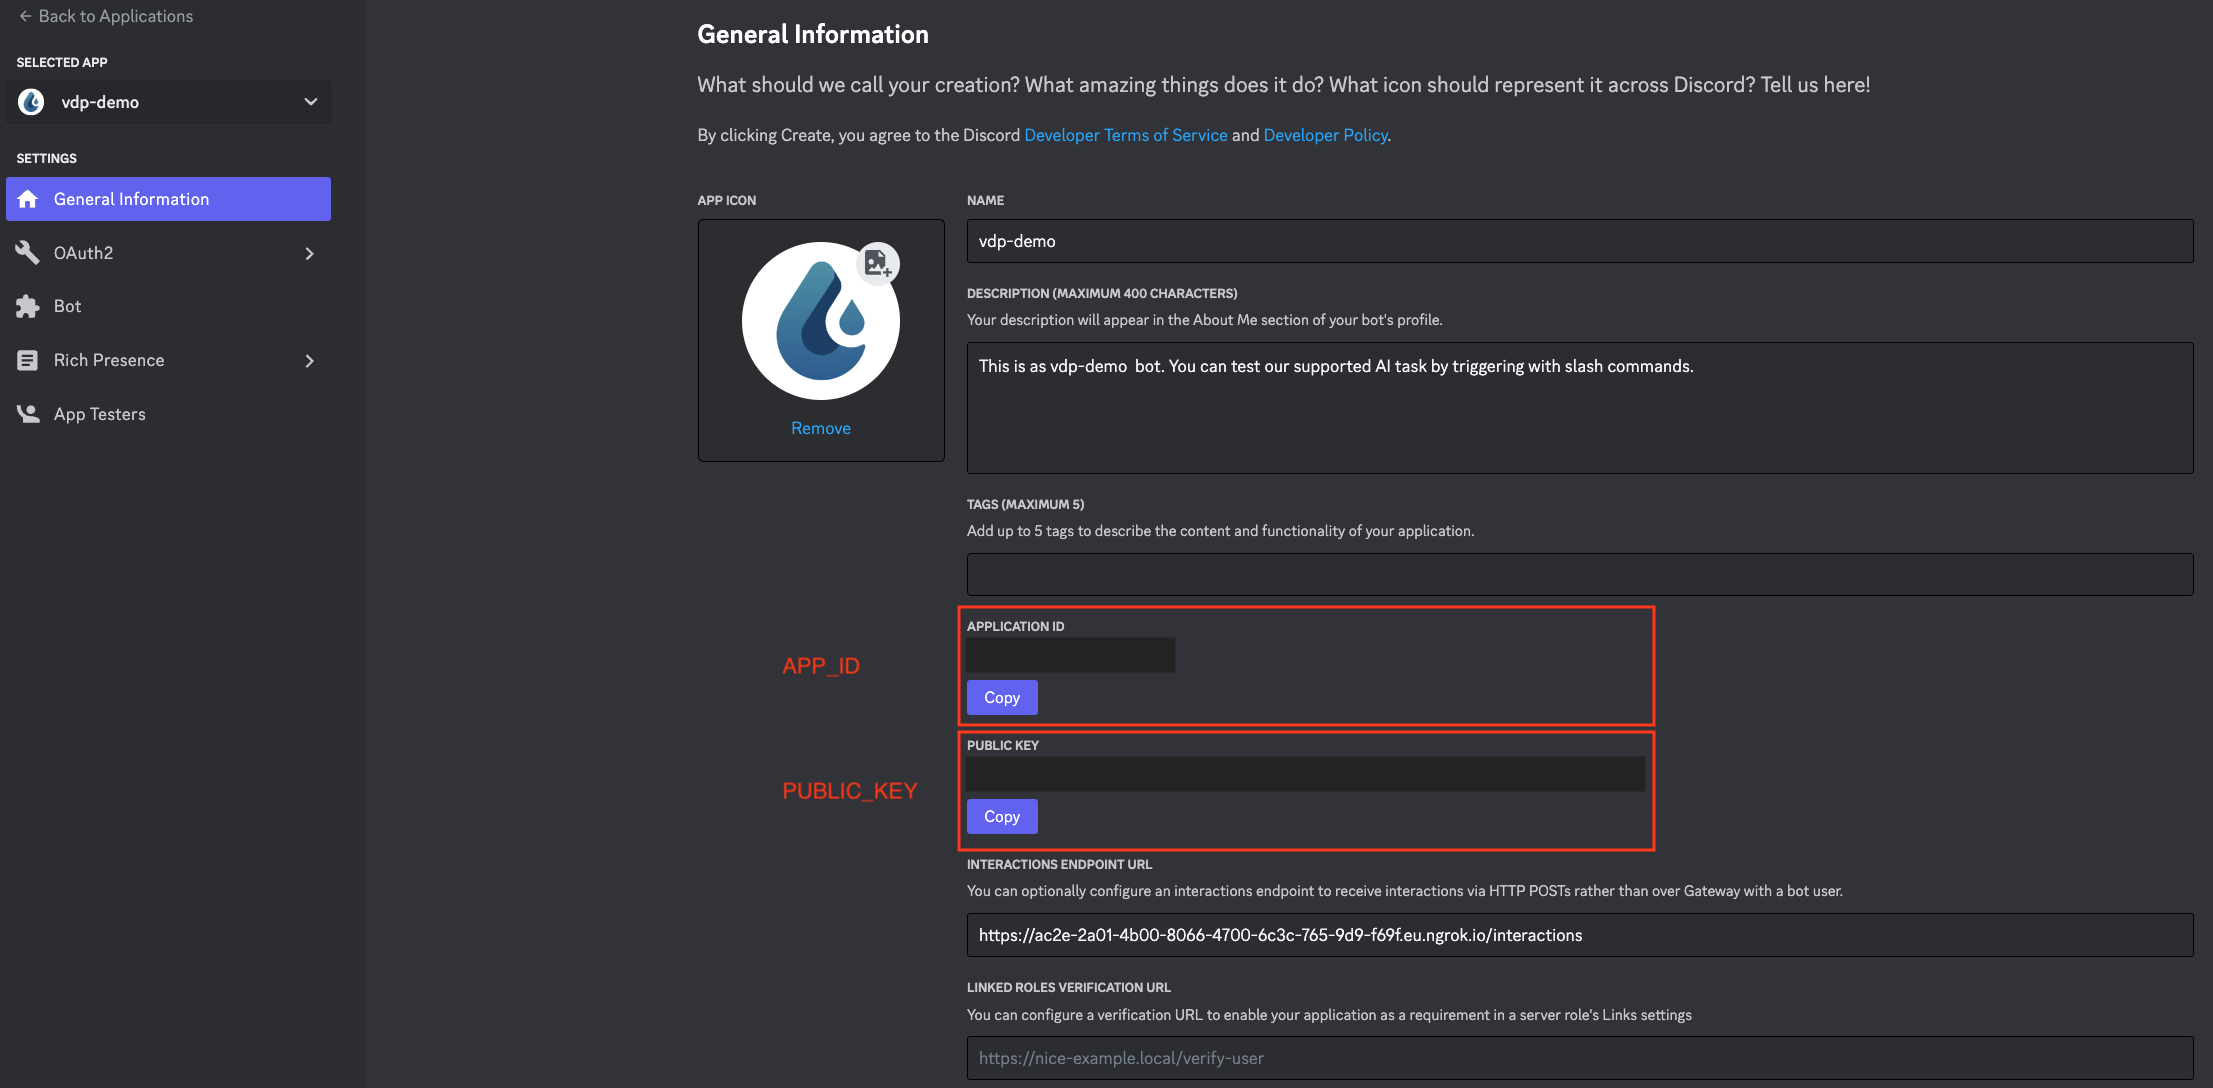 ← Back to Applications
SELECTED APP
vdp-demo
SETTINGS
General Information
OAuth2
Bot
Rich Presence
App Testers
General Information
What should we call your creation? What amazing things does it do? What icon should represent it across Discord? Tell us here!
By clicking Create, you agree to the Discord Developer Terms of Service and Developer Policy.
APP ICON
Remove
NAME
vdp-demo
DESCRIPTION (MAXIMUM 400 CHARACTERS)
Your description will appear in the About Me section of your bot's profile.
This is as vdp-demo  bot. You can test our supported AI task by triggering with slash commands.
TAGS (MAXIMUM 5)
Add up to 5 tags to describe the content and functionality of your application.
APP_ID
APPLICATION ID
Copy
PUBLIC_KEY
PUBLIC KEY
Copy
INTERACTIONS ENDPOINT URL
You can optionally configure an interactions endpoint to receive interactions via HTTP POSTs rather than over Gateway with a bot user.
https://ac2e-2a01-4b00-8066-4700-6c3c-765-9d9-f69f.eu.ngrok.io/interactions
LINKED ROLES VERIFICATION URL
You can configure a verification URL to enable your application as a requirement in a server role's Links settings
https://nice-example.local/verify-user